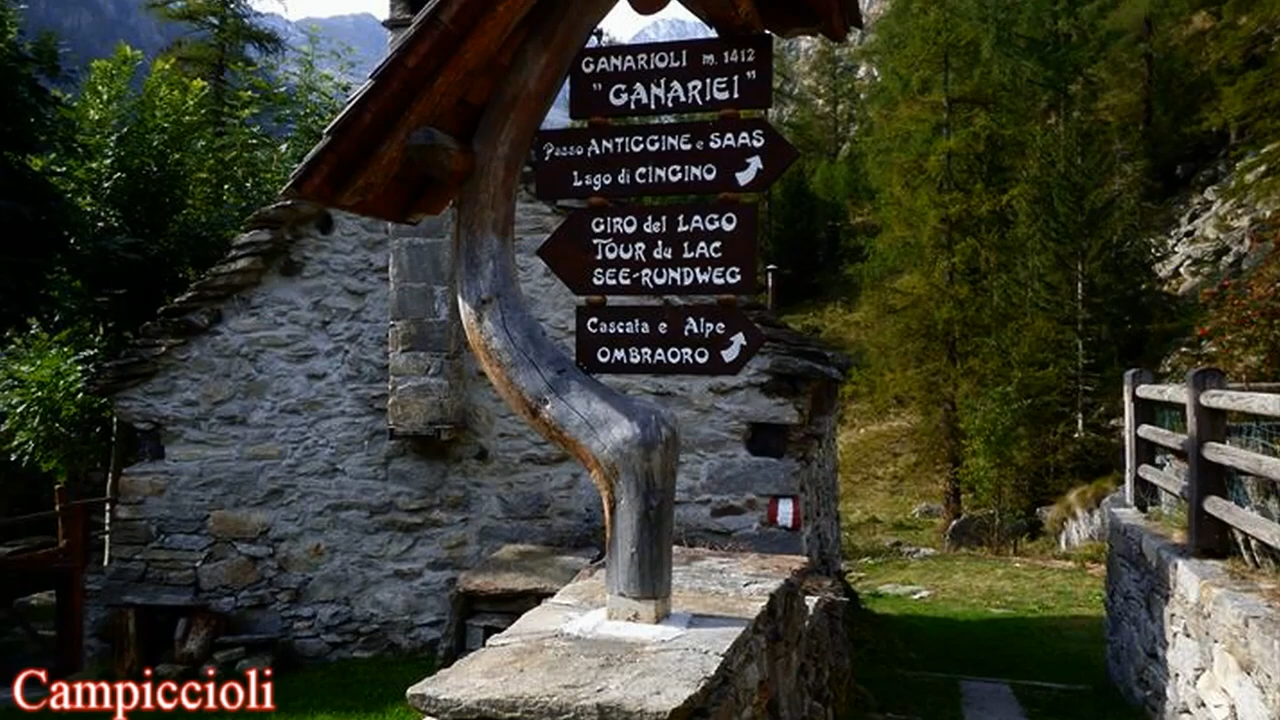 GANARIOLI m. 1412
"GANARIEI"
Passo ANTIGGINE e SAAS
Lago di CINGINO
GIRO del LAGO
TOUR du LAC
SEE-RUNDWEG
Cascata e Alpe
OMBRAORO
Campiccioli